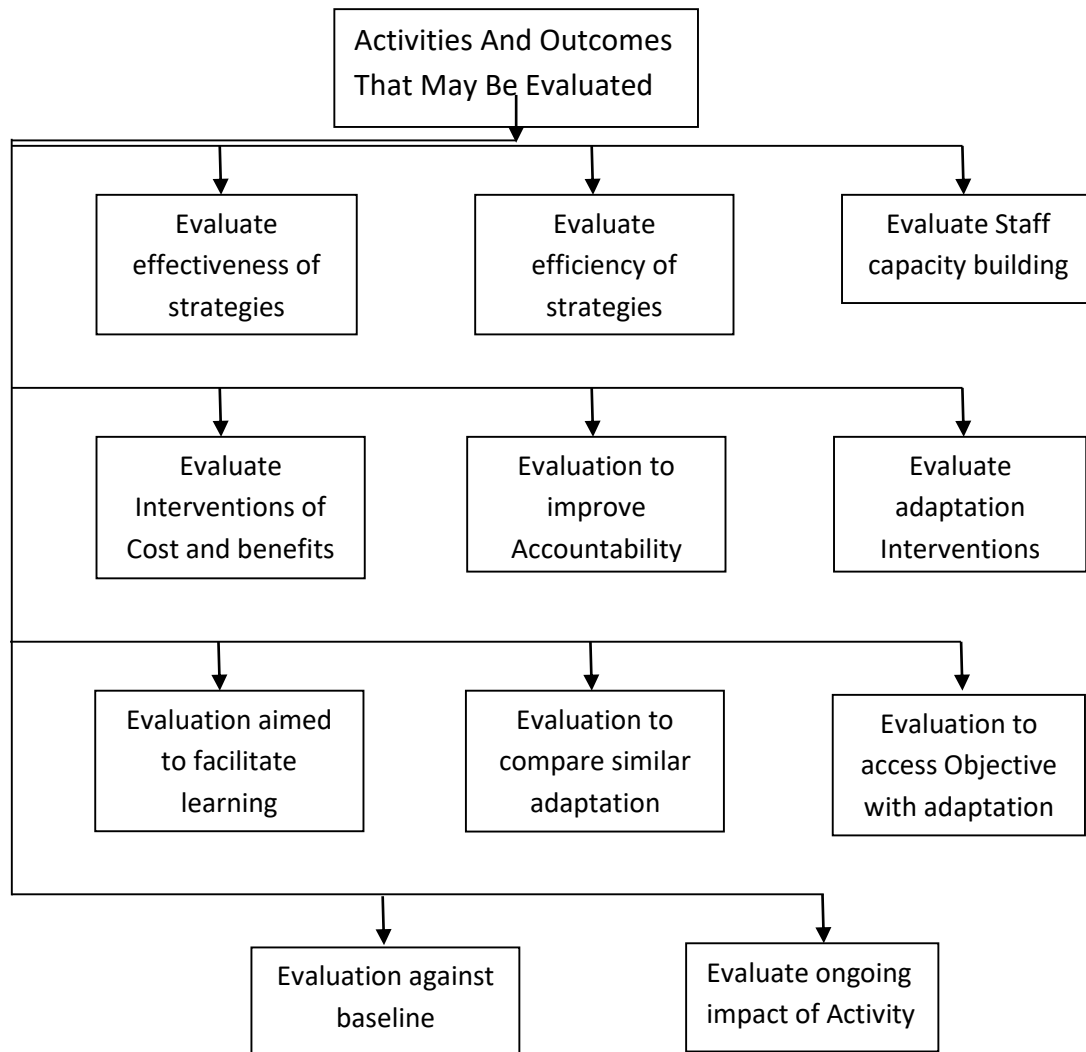 Activities And Outcomes
That May Be Evaluated
Evaluate
effectiveness of
strategies
Evaluate
efficiency of
strategies
Evaluate Staff
capacity building
Evaluate
Interventions of
Cost and benefits
Evaluation to
improve
Accountability
Evaluate
adaptation
Interventions
Evaluation aimed
to facilitate
learning
Evaluation to
compare similar
adaptation
Evaluation to
access Objective
with adaptation
Evaluation against
baseline
Evaluate ongoing
impact of Activity